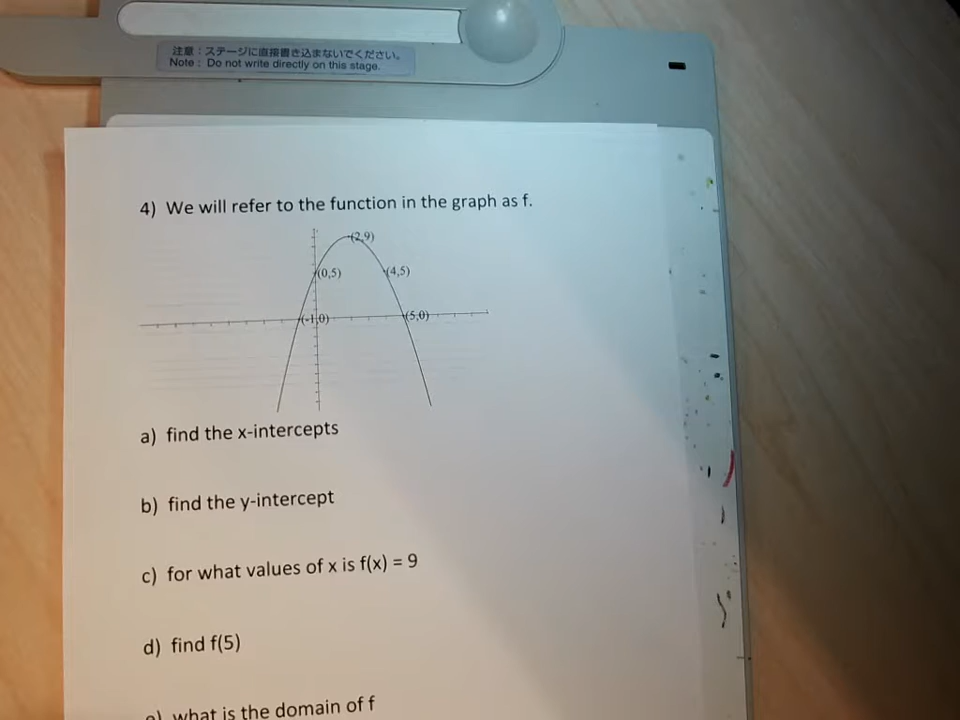 注意：ステージに直接書き込まないでください。
Note : Do not write directly on this stage.
4) We will refer to the function in the graph as f.
(2,9)
(0,5)
(4,5)
(-1,0)
(5,0)
a) find the x-intercepts
b) find the y-intercept
c) for what values of x is f(x) = 9
d) find f(5)
e) what is the domain of f